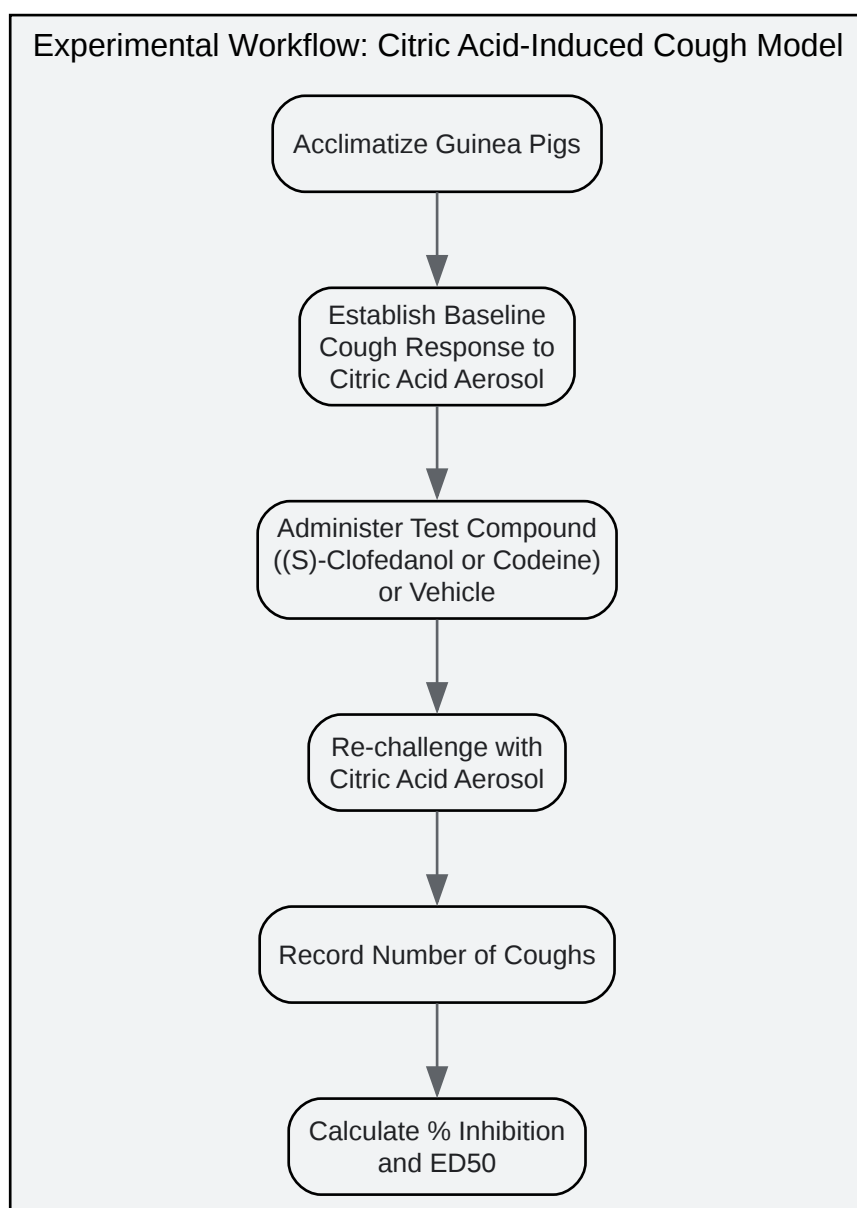 Experimental Workflow: Citric Acid-Induced Cough Model
Acclimatize Guinea Pigs
Establish Baseline
Cough Response to
Citric Acid Aerosol
Administer Test Compound
((S)-Clofedanol or Codeine)
or Vehicle
Re-challenge with
Citric Acid Aerosol
Record Number of Coughs
Calculate % Inhibition
and ED50